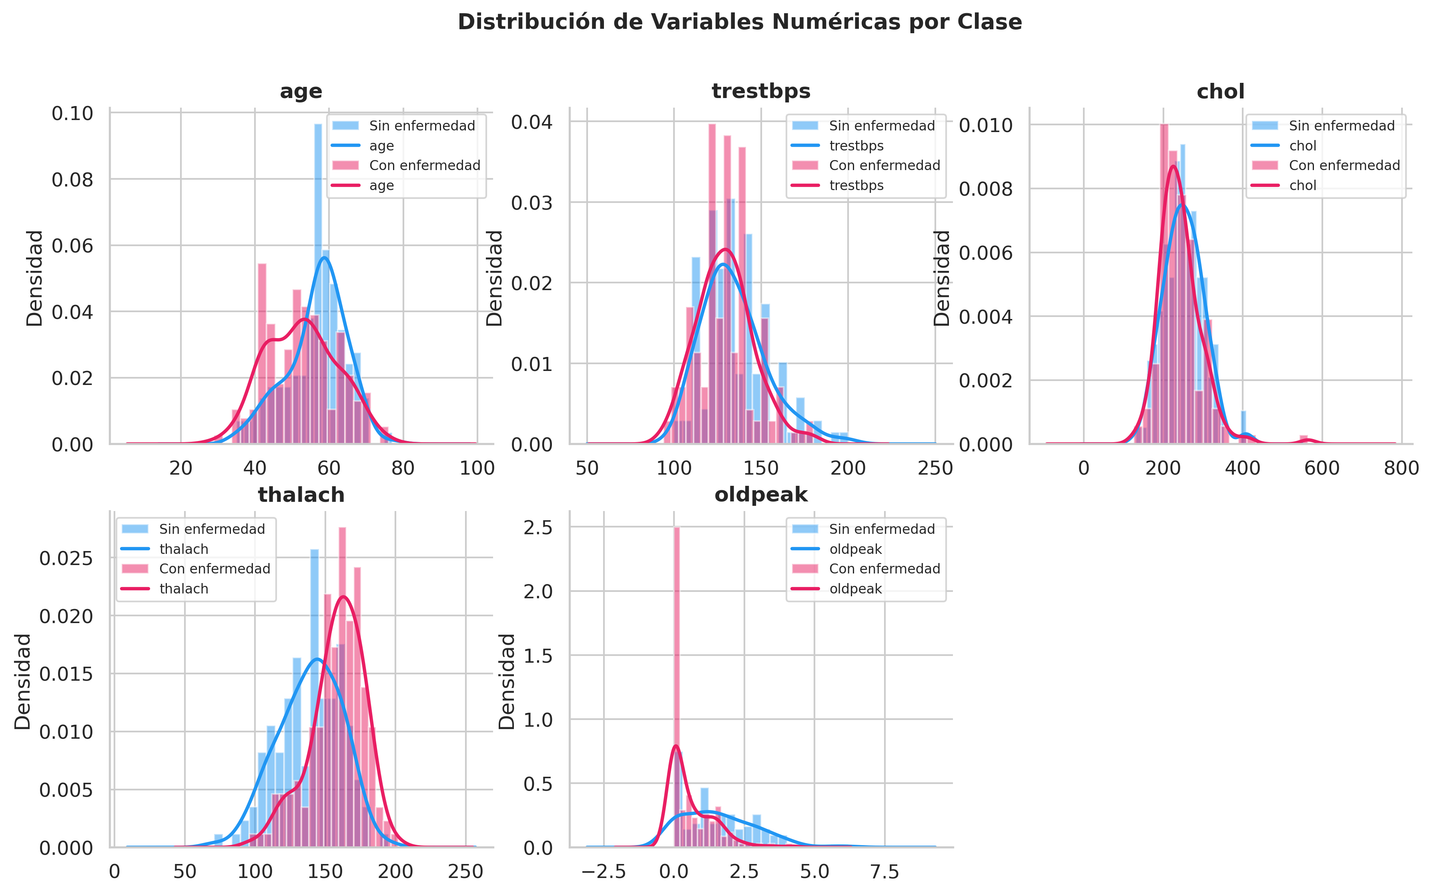 Distribución de Variables Numéricas por Clase
age
Densidad
0.10
0.08
0.06
0.04
0.02
0.00
20 40 60 80 100
Sin enfermedad
age
Con enfermedad
age
trestbps
Densidad
0.04
0.03
0.02
0.01
0.00
50 100 150 200 250
Sin enfermedad
trestbps
Con enfermedad
trestbps
chol
Densidad
0.010
0.008
0.006
0.004
0.002
0.000
0 200 400 600 800
Sin enfermedad
chol
Con enfermedad
chol
thalach
Densidad
0.025
0.020
0.015
0.010
0.005
0.000
0 50 100 150 200 250
Sin enfermedad
thalach
Con enfermedad
thalach
oldpeak
Densidad
2.5
2.0
1.5
1.0
0.5
0.0
−2.5 0.0 2.5 5.0 7.5
Sin enfermedad
oldpeak
Con enfermedad
oldpeak